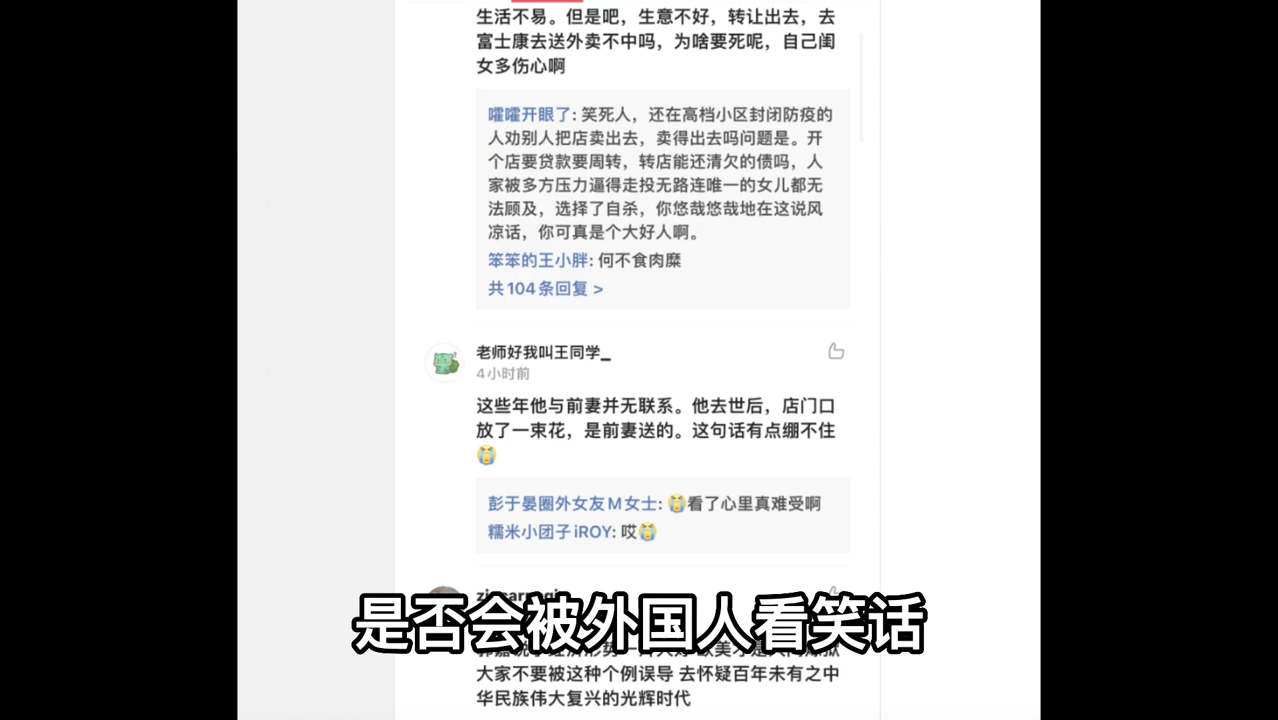 生活不易。但是吧，生意不好，转让出去，去
富士康去送外卖不中吗，为啥要死呢，自己闺
女多伤心啊
嚯嚯开眼了: 笑死人，还在高档小区封闭防疫的
人劝别人把店卖出去，卖得出去吗问题是。开
个店要贷款要周转，转店能还清欠的债吗，人
家被多方压力逼得走投无路连唯一的女儿都无
法顾及，选择了自杀，你悠哉悠哉地在这说风
凉话，你可真是个大好人啊。
笨笨的王小胖: 何不食肉糜
共104条回复 >
老师好我叫王同学_
4小时前
这些年他与前妻并无联系。他去世后，店门口
放了一束花，是前妻送的。这句话有点绷不住
😭
彭于晏圈外女友M女士: 😭看了心里真难受啊
糯米小团子iROY: 哎😭
是否会被外国人看笑话
大家不要被这种个例误导 去怀疑百年未有之中
华民族伟大复兴的光辉时代